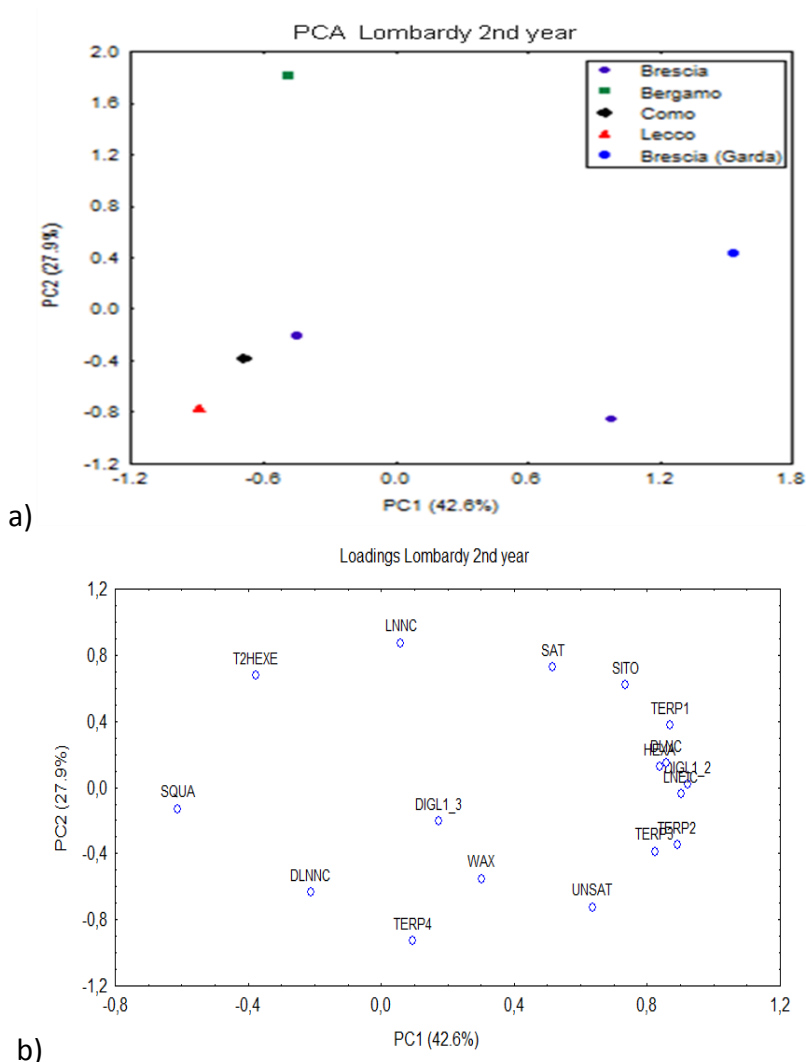 PCA Lombardy 2nd year
2.0
1.6
1.2
0.8
0.4
0.0
-0.4
-0.8
-1.2
PC2 (27.9%)
Brescia
Bergamo
Como
Lecco
Brescia (Garda)
-1.2 -0.6 0.0 0.6 1.2 1.8
PC1 (42.6%)
a)
Loadings Lombardy 2nd year
1,2
0,8
0,4
0,0
-0,4
-0,8
-1,2
PC2 (27.9%)
LNNC
T2HEXE
SAT
SITO
TERP1
DLNC
HEXA
DIGL1_2
SQUA
LNEIC
DIGL1_3
TERP2
TERP3
DLNNC
WAX
UNSAT
TERP4
-0,8 -0,4 0,0 0,4 0,8 1,2
PC1 (42.6%)
b)